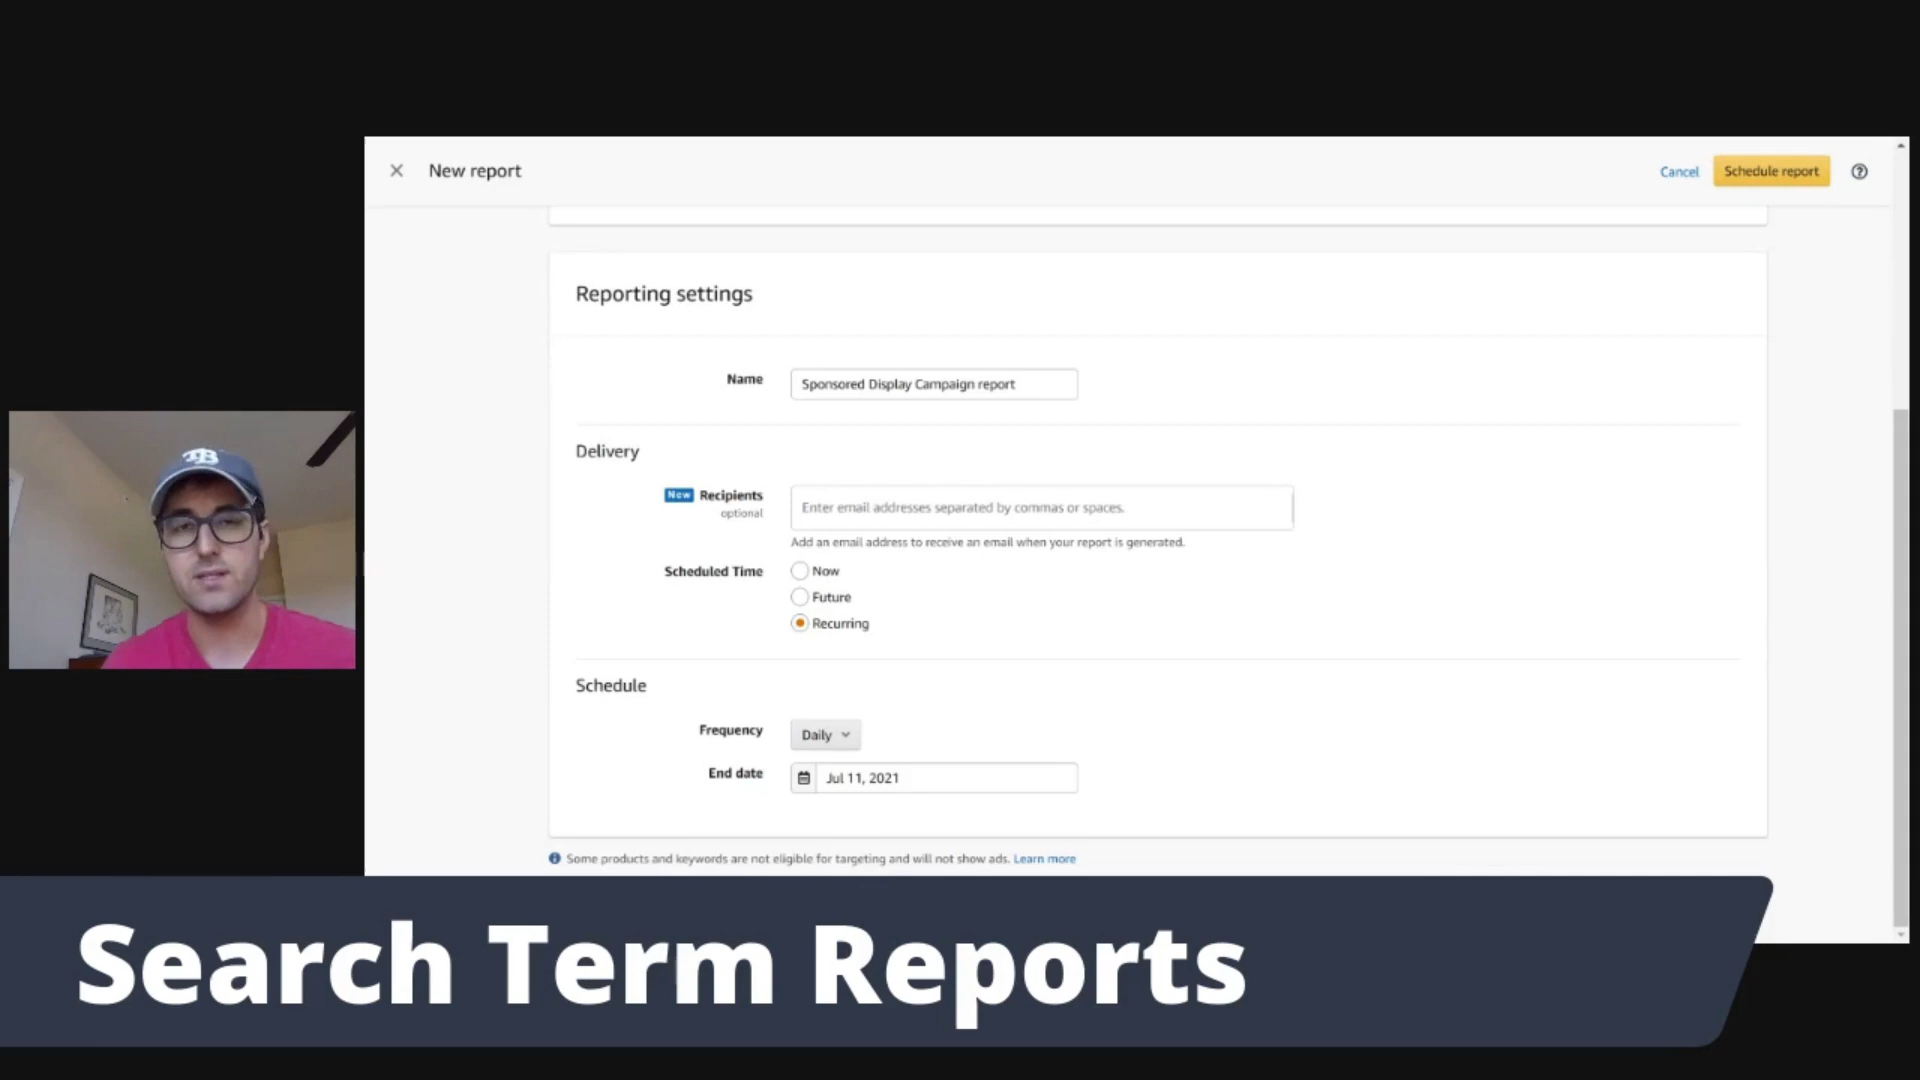 New report
Cancel
Schedule report
Reporting settings
Name
Sponsored Display Campaign report
Delivery
New Recipients
optional
Enter email addresses separated by commas or spaces.
Add an email address to receive an email when your report is generated.
Scheduled Time
Now
Future
Recurring
Schedule
Frequency
Daily
End date
Jul 11, 2021
Some products and keywords are not eligible for targeting and will not show ads. Learn more
Search Term Reports
TB